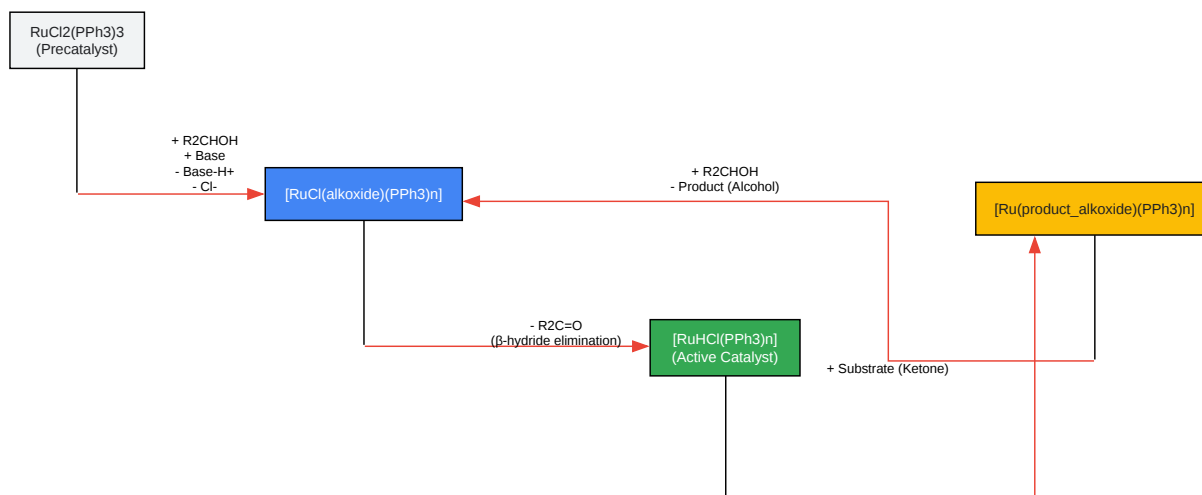 RuCl2(PPh3)3
(Precatalyst)
+ R2CHOH
+ Base
- Base-H+
- Cl-
[RuCl(alkoxide)(PPh3)n]
+ R2CHOH
- Product (Alcohol)
[Ru(product_alkoxide)(PPh3)n]
- R2C=O
(β-hydride elimination)
[RuHCl(PPh3)n]
(Active Catalyst)
+ Substrate (Ketone)